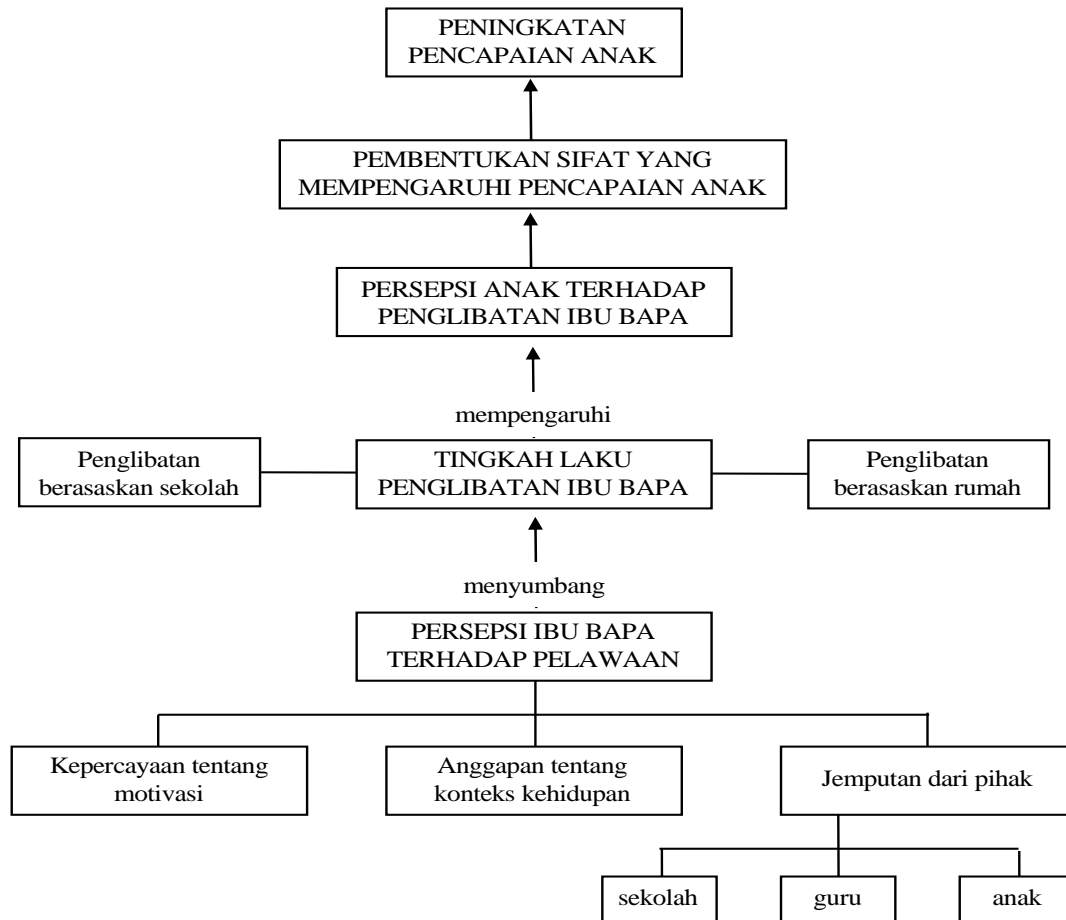 PENINGKATAN
PENCAPAIAN ANAK
PEMBENTUKAN SIFAT YANG
MEMPENGARUHI PENCAPAIAN ANAK
PERSEPSI ANAK TERHADAP
PENGLIBATAN IBU BAPA
mempengaruhi
Penglibatan
berasaskan sekolah
TINGKAH LAKU
PENGLIBATAN IBU BAPA
Penglibatan
berasaskan rumah
menyumbang
PERSEPSI IBU BAPA
TERHADAP PELAWAAN
Kepercayaan tentang
motivasi
Anggapan tentang
konteks kehidupan
Jemputan dari pihak
sekolah
guru
anak